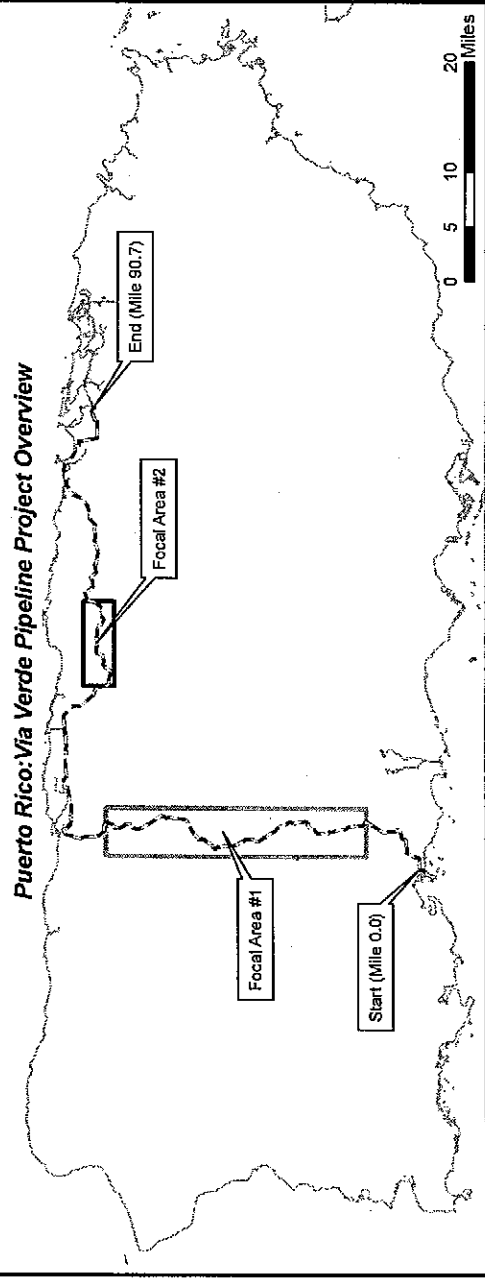 Puerto Rico:Via Verde Pipeline Project Overview
End (Mile 90.7)
Focal Area #2
Focal Area #1
Start (Mile 0.0)
0 5 10 20
Miles